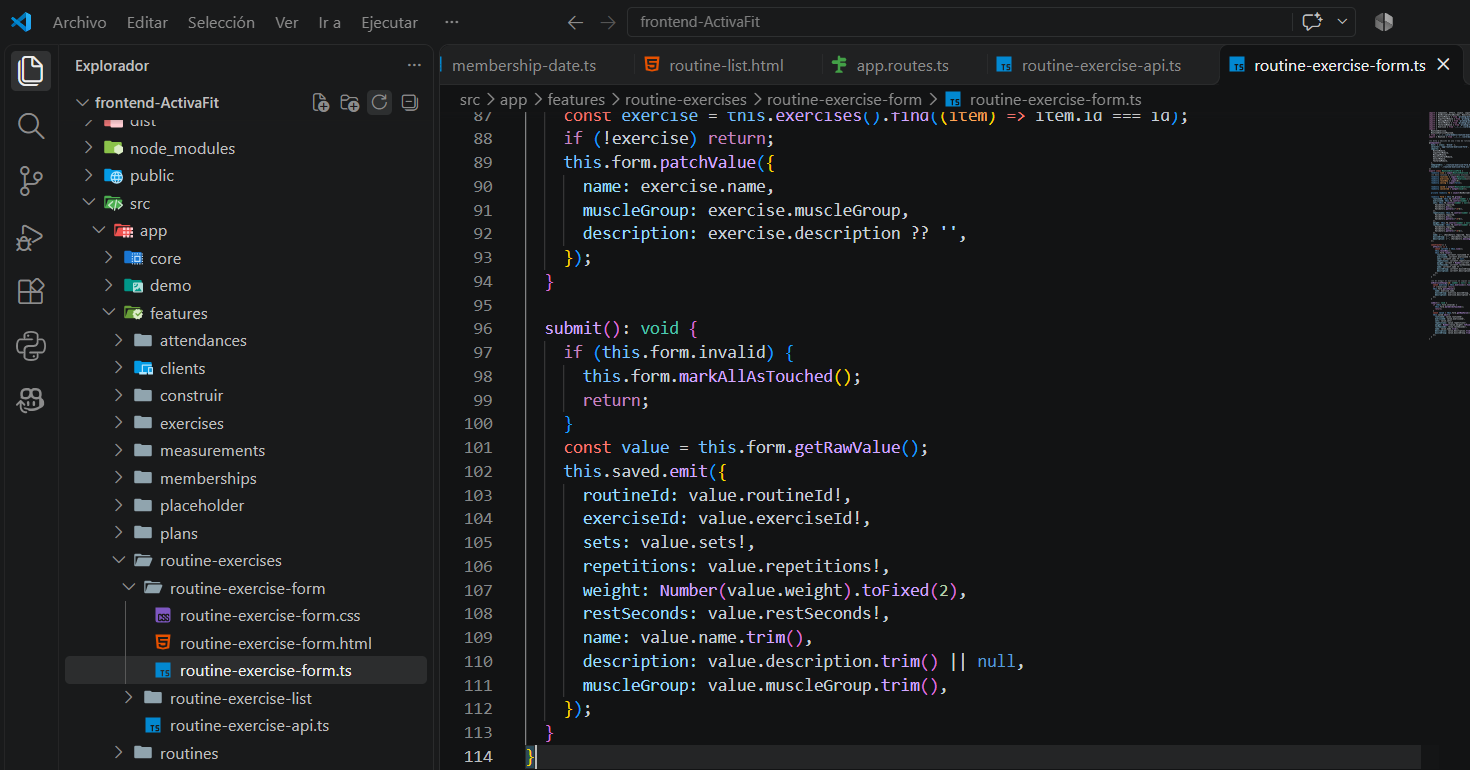 Archivo Editar Selección Ver Ir a Ejecutar ··· frontend-ActivaFit
Explorador ···
frontend-ActivaFit
dist
node_modules
public
src
app
core
demo
features
attendances
clients
construir
exercises
measurements
memberships
placeholder
plans
routine-exercises
routine-exercise-form
routine-exercise-form.css
routine-exercise-form.html
routine-exercise-form.ts
routine-exercise-list
routine-exercise-api.ts
routines
membership-date.ts routine-list.html app.routes.ts routine-exercise-api.ts routine-exercise-form.ts
src > app > features > routine-exercises > routine-exercise-form > routine-exercise-form.ts
87 const exercise = this.exercises().find((item) => item.id === id);
88 if (!exercise) return;
89 this.form.patchValue({
90 name: exercise.name,
91 muscleGroup: exercise.muscleGroup,
92 description: exercise.description ?? '',
93 });
94 }
95
96 submit(): void {
97 if (this.form.invalid) {
98 this.form.markAllAsTouched();
99 return;
100 }
101 const value = this.form.getRawValue();
102 this.saved.emit({
103 routineId: value.routineId!,
104 exerciseId: value.exerciseId!,
105 sets: value.sets!,
106 repetitions: value.repetitions!,
107 weight: Number(value.weight).toFixed(2),
108 restSeconds: value.restSeconds!,
109 name: value.name.trim(),
110 description: value.description.trim() || null,
111 muscleGroup: value.muscleGroup.trim(),
112 });
113 }
114 }